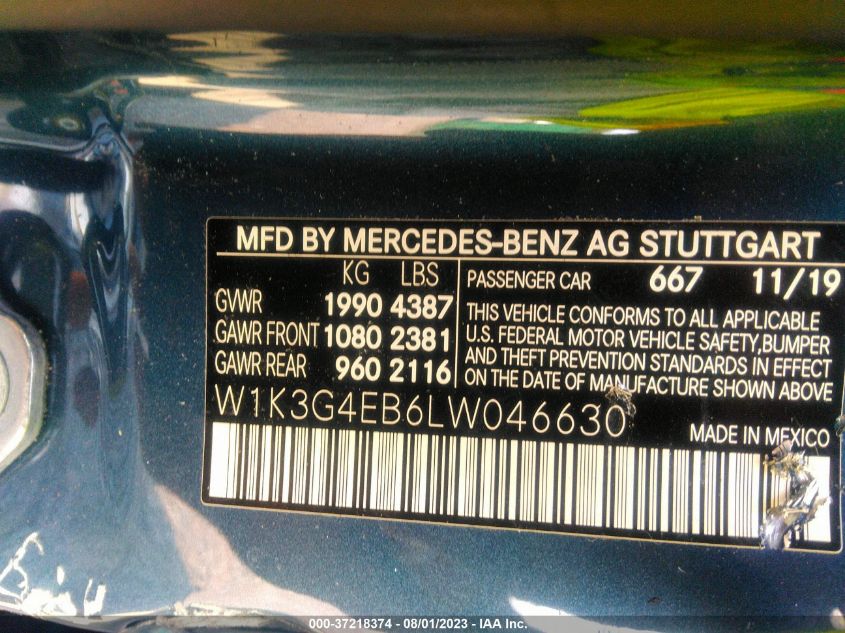 MFD BY MERCEDES-BENZ AG STUTTGART
KG LBS
GVWR 1990 4387
GAWR FRONT 1080 2381
GAWR REAR 960 2116
PASSENGER CAR 667 11/19
THIS VEHICLE CONFORMS TO ALL APPLICABLE
U.S. FEDERAL MOTOR VEHICLE SAFETY,BUMPER
AND THEFT PREVENTION STANDARDS IN EFFECT
ON THE DATE OF MANUFACTURE SHOWN ABOVE
W1K3G4EB6LW046630
MADE IN MEXICO
000-37218374 - 08/01/2023 - IAA Inc.